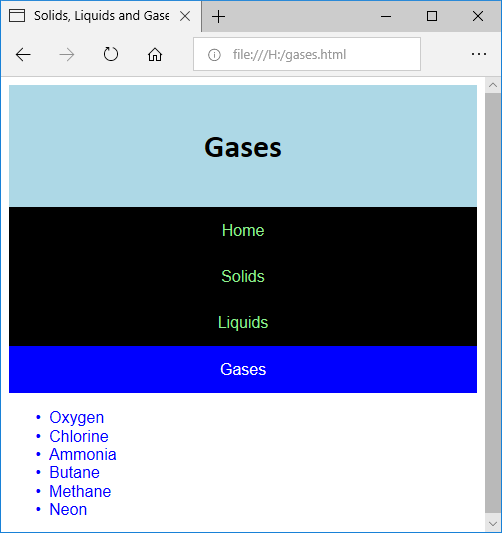 Solids, Liquids and Gase
file:///H:/gases.html
Gases
Home
Solids
Liquids
Gases
• Oxygen
• Chlorine
• Ammonia
• Butane
• Methane
• Neon